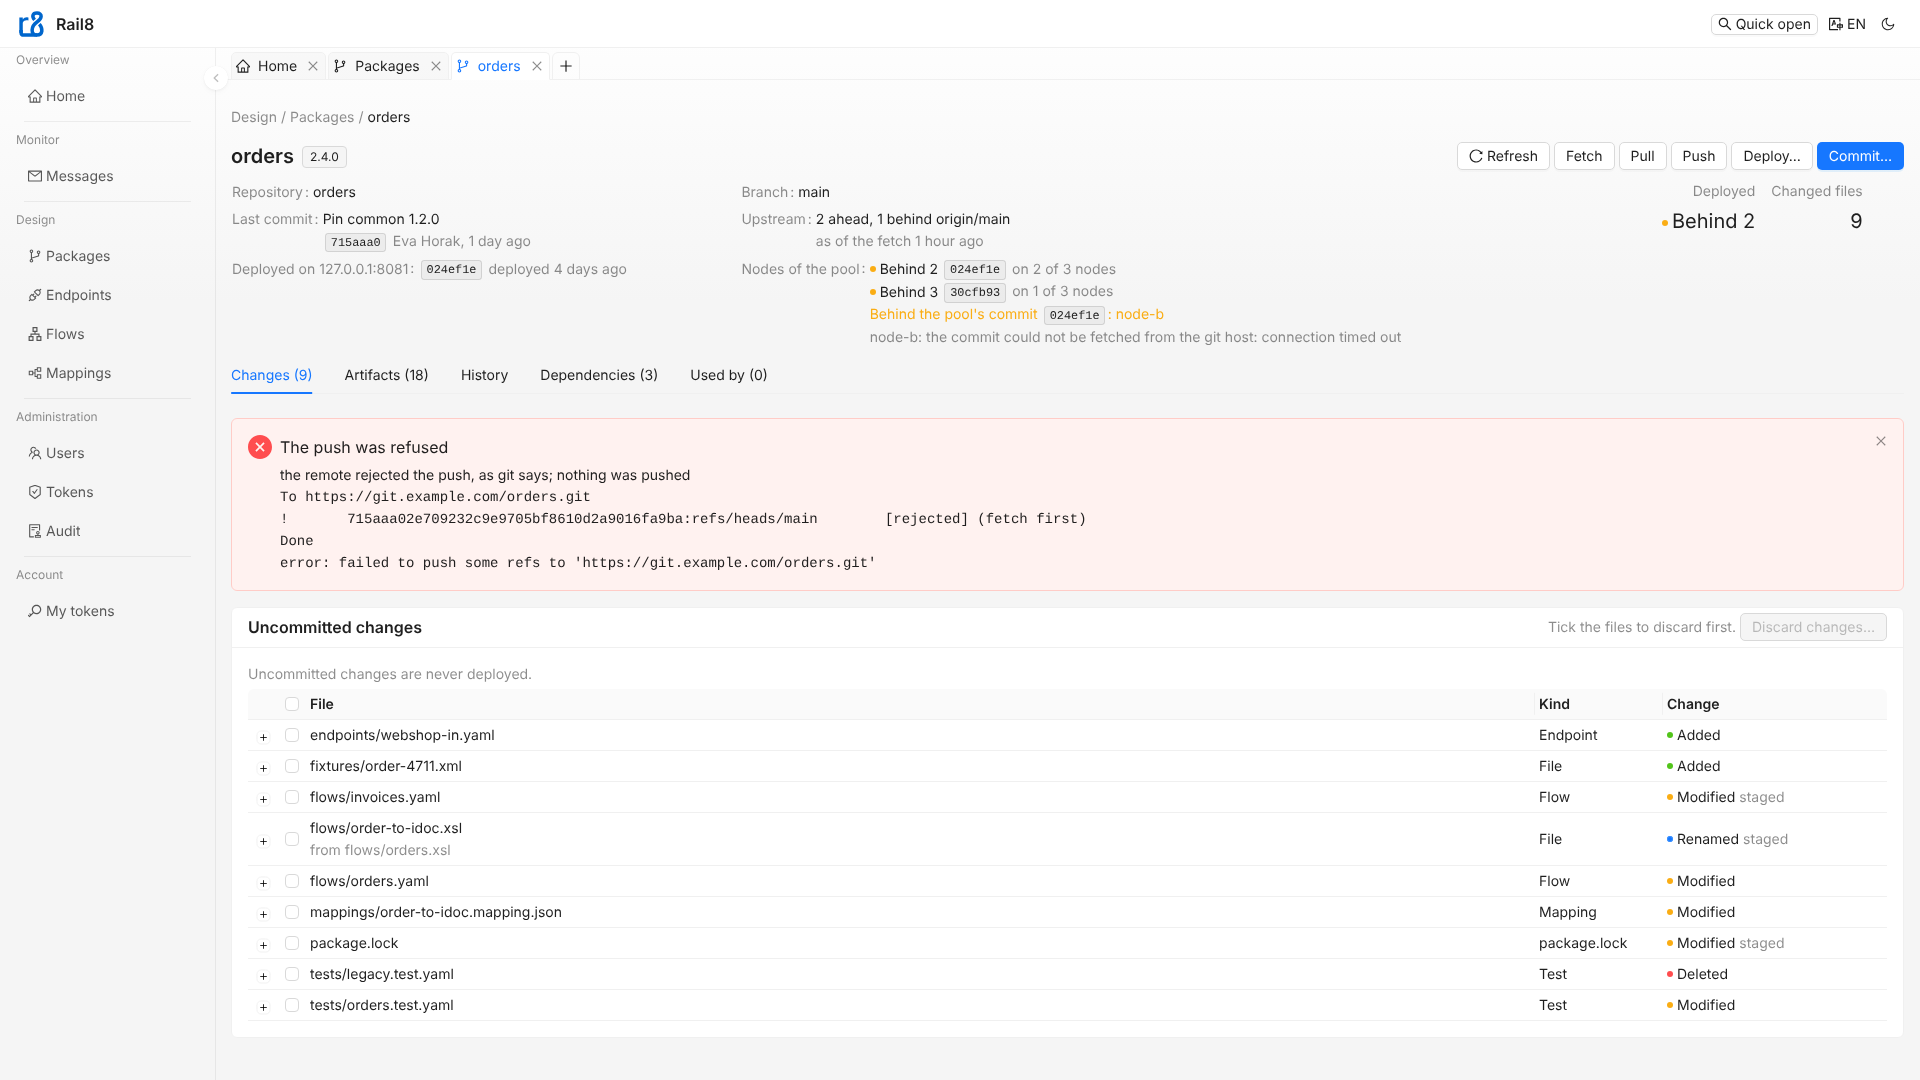 r8 Rail8
Quick open
EN
Overview
Home
Monitor
Messages
Design
Packages
Endpoints
Flows
Mappings
Administration
Users
Tokens
Audit
Account
My tokens
Home
Packages
orders
Design / Packages / orders
orders 2.4.0
Refresh
Fetch
Pull
Push
Deploy...
Commit...
Repository: orders
Branch: main
Deployed
Behind 2
Changed files
9
Last commit: Pin common 1.2.0
715aaa0 Eva Horak, 1 day ago
Upstream: 2 ahead, 1 behind origin/main
as of the fetch 1 hour ago
Deployed on 127.0.0.1:8081: 024ef1e deployed 4 days ago
Nodes of the pool: Behind 2 024ef1e on 2 of 3 nodes
Behind 3 30cfb93 on 1 of 3 nodes
Behind the pool's commit 024ef1e : node-b
node-b: the commit could not be fetched from the git host: connection timed out
Changes (9)
Artifacts (18)
History
Dependencies (3)
Used by (0)
The push was refused
the remote rejected the push, as git says; nothing was pushed
To https://git.example.com/orders.git
! 715aaa02e709232c9e9705bf8610d2a9016fa9ba:refs/heads/main [rejected] (fetch first)
Done
error: failed to push some refs to 'https://git.example.com/orders.git'
Uncommitted changes
Tick the files to discard first.
Discard changes...
Uncommitted changes are never deployed.
File Kind Change
+ endpoints/webshop-in.yaml Endpoint Added
+ fixtures/order-4711.xml File Added
+ flows/invoices.yaml Flow Modified staged
+ flows/order-to-idoc.xsl File Renamed staged
from flows/orders.xsl
+ flows/orders.yaml Flow Modified
+ mappings/order-to-idoc.mapping.json Mapping Modified
+ package.lock package.lock Modified staged
+ tests/legacy.test.yaml Test Deleted
+ tests/orders.test.yaml Test Modified